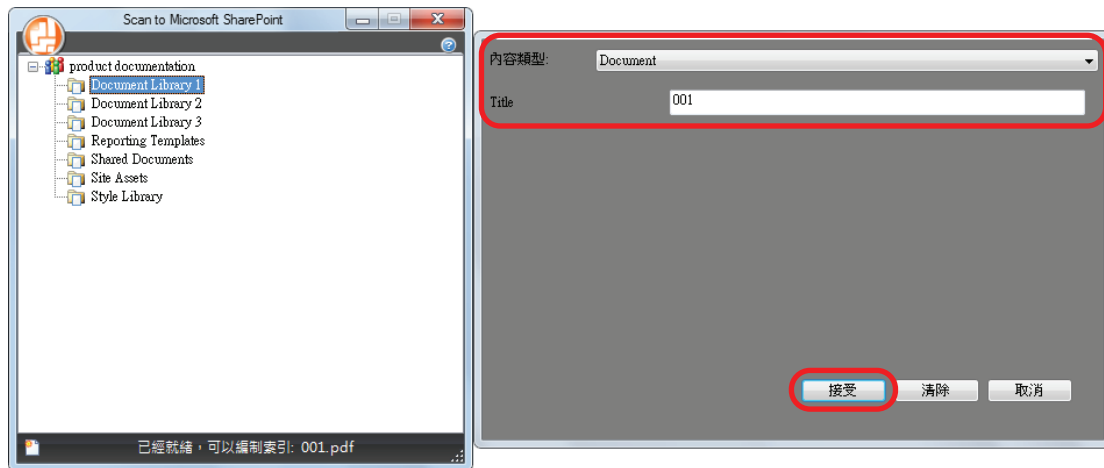 Scan to Microsoft SharePoint
product documentation
Document Library 1
Document Library 2
Document Library 3
Reporting Templates
Shared Documents
Site Assets
Style Library
已經就緒，可以編制索引: 001.pdf
內容類型: Document
Title 001
接受 清除 取消